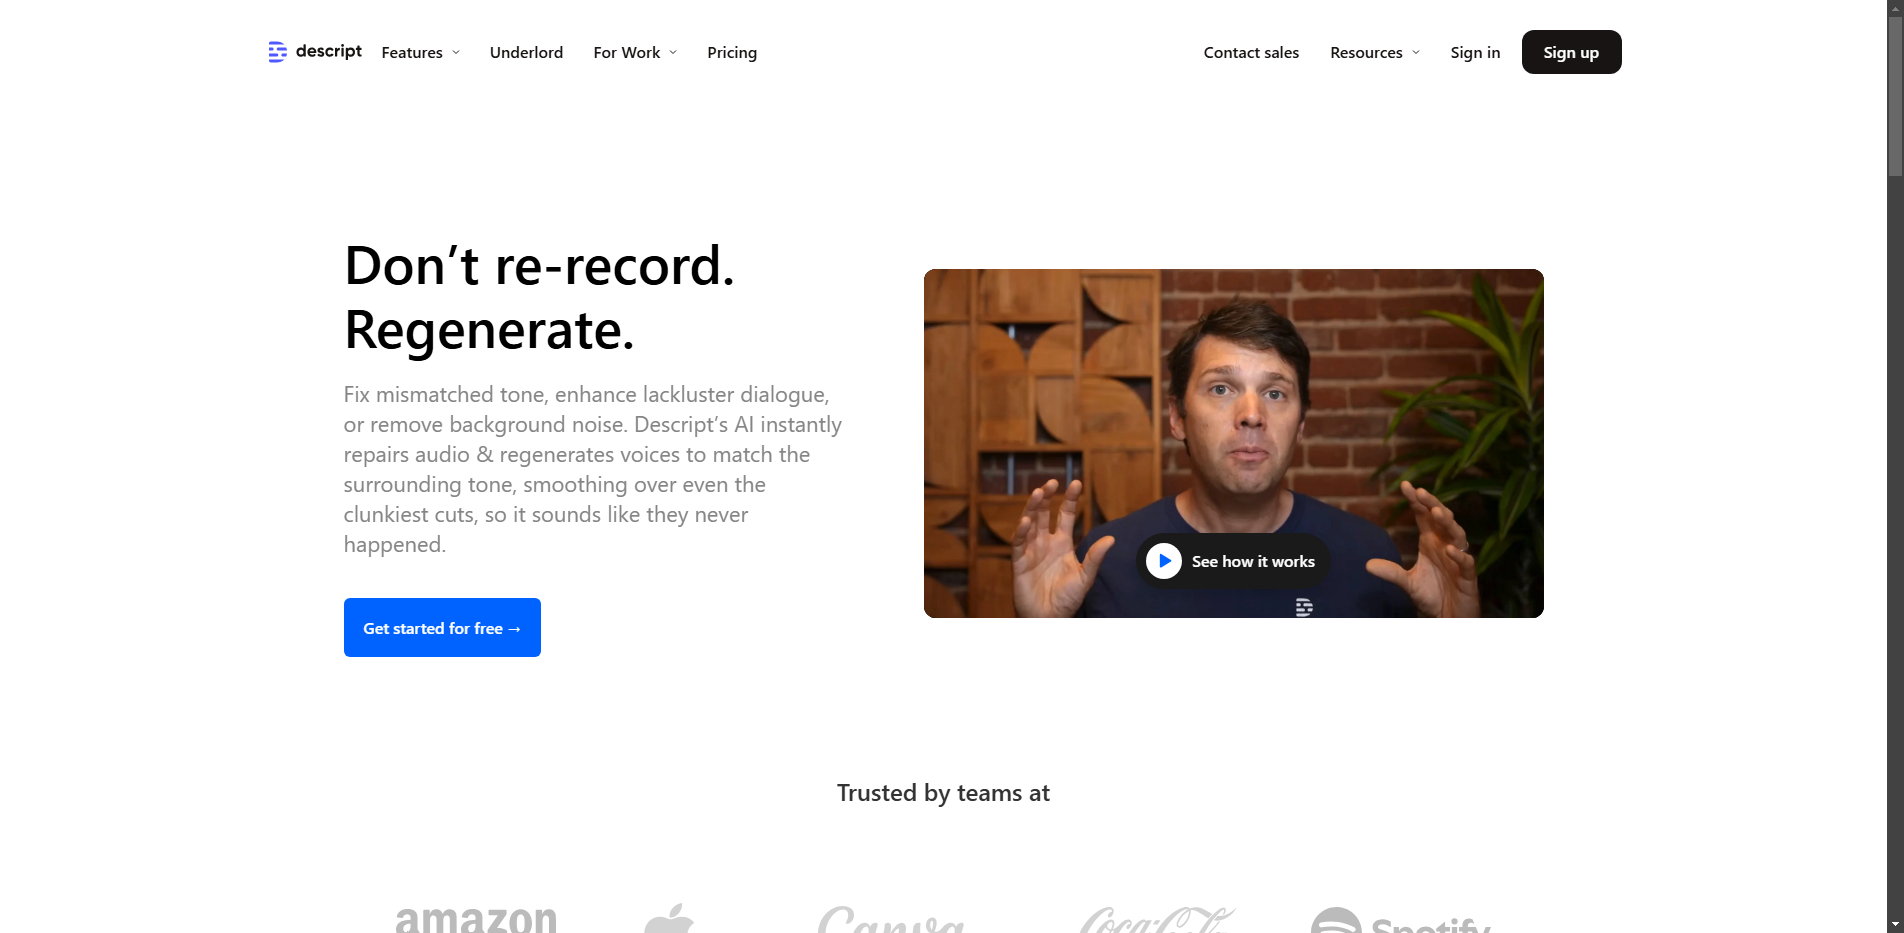 descript
Features
Underlord
For Work
Pricing
Contact sales
Resources
Sign in
Sign up
Don’t re-record.
Regenerate.
Fix mismatched tone, enhance lackluster dialogue,
or remove background noise. Descript’s AI instantly
repairs audio & regenerates voices to match the
surrounding tone, smoothing over even the
clunkiest cuts, so it sounds like they never
happened.
Get started for free →
See how it works
Trusted by teams at
amazon
Canva
Coca-Cola
Spotify